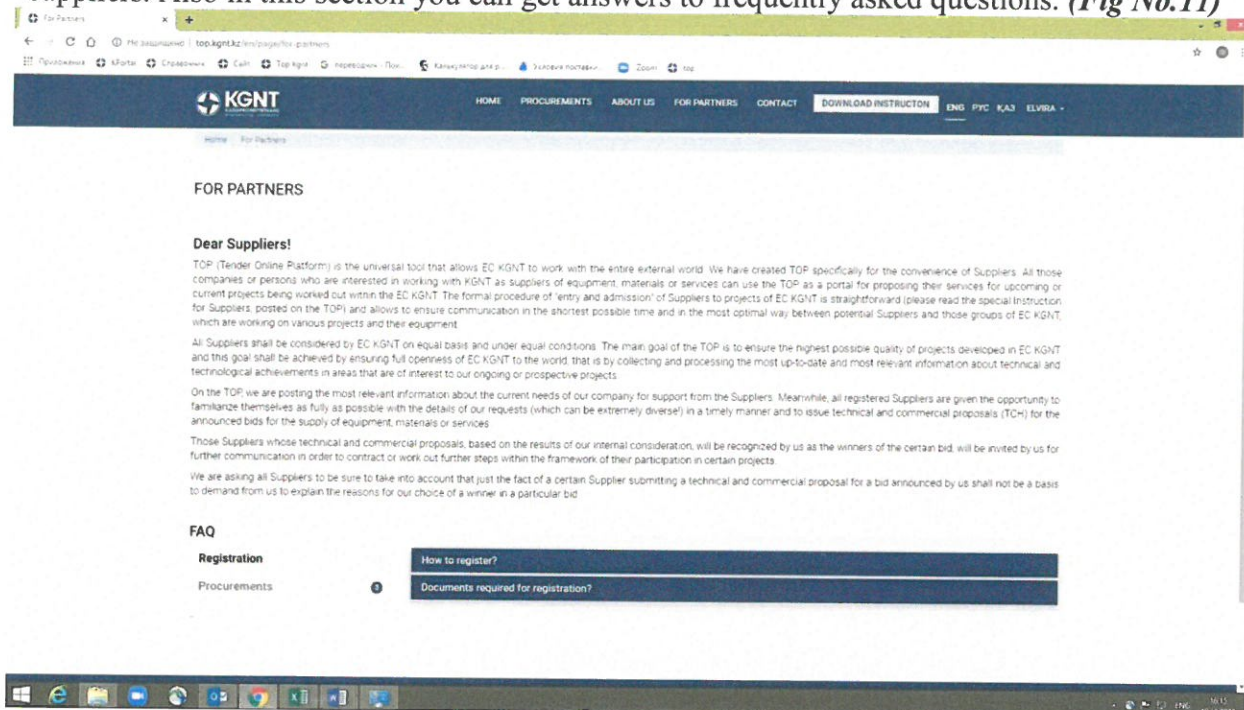 suppliers. Also in this section you can get answers to frequently asked questions. (Fig No.11)
For Partners
Не защищено | top.kgnt.kz/en/page/for-partners
Приложения KPortal Справочник Сайт Top kgnt переводчик - Пои... Калькулятор для р... Условия поставки... Zoom top
KGNT
HOME PROCUREMENTS ABOUT US FOR PARTNERS CONTACT DOWNLOAD INSTRUCTON ENG РУС ҚАЗ ELVIRA
Home For Partners
FOR PARTNERS
Dear Suppliers!
TOP (Tender Online Platform) is the universal tool that allows EC KGNT to work with the entire external world. We have created TOP specifically for the convenience of Suppliers. All those
companies or persons who are interested in working with KGNT as suppliers of equipment, materials or services can use the TOP as a portal for proposing their services for upcoming or
current projects being worked out within the EC KGNT. The formal procedure of "entry and admission" of Suppliers to projects of EC KGNT is straightforward (please read the special Instruction
for Suppliers, posted on the TOP) and allows to ensure communication in the shortest possible time and in the most optimal way between potential Suppliers and those groups of EC KGNT,
which are working on various projects and their equipment.
All Suppliers shall be considered by EC KGNT on equal basis and under equal conditions. The main goal of the TOP is to ensure the highest possible quality of projects developed in EC KGNT
and this goal shall be achieved by ensuring full openness of EC KGNT to the world, that is by collecting and processing the most up-to-date and most relevant information about technical and
technological achievements in areas that are of interest to our ongoing or prospective projects.
On the TOP, we are posting the most relevant information about the current needs of our company for support from the Suppliers. Meanwhile, all registered Suppliers are given the opportunity to
familiarize themselves as fully as possible with the details of our requests (which can be extremely diverse!) in a timely manner and to issue technical and commercial proposals (TCH) for the
announced bids for the supply of equipment, materials or services.
Those Suppliers whose technical and commercial proposals, based on the results of our internal consideration, will be recognized by us as the winners of the certain bid, will be invited by us for
further communication in order to contract or work out further steps within the framework of their participation in certain projects.
We are asking all Suppliers to be sure to take into account that just the fact of a certain Supplier submitting a technical and commercial proposal for a bid announced by us shall not be a basis
to demand from us to explain the reasons for our choice of a winner in a particular bid.
FAQ
Registration
How to register?
Procurements
Documents required for registration?
ENG 16:15